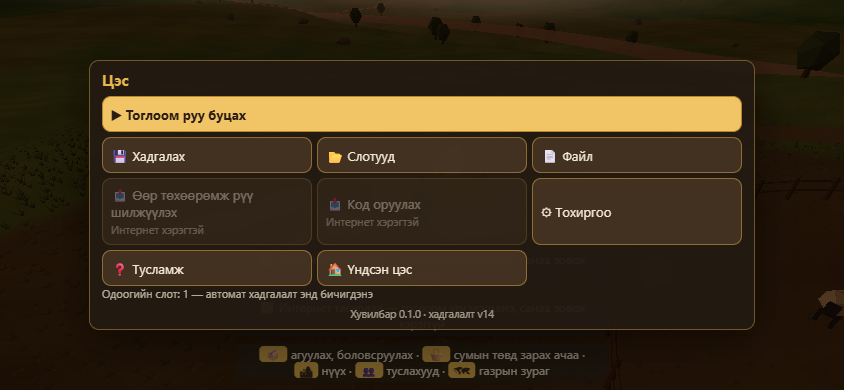 Цэс
▶ Тоглоом руу буцах
Хадгалах
Слотууд
Файл
Өөр төхөөрөмж рүү
шилжүүлэх
Интернет хэрэгтэй
Код оруулах
Интернет хэрэгтэй
Тохиргоо
Тусламж
Үндсэн цэс
Одоогийн слот: 1 — автомат хадгалалт энд бичигдэнэ
Хувилбар 0.1.0 · хадгалалт v14
агуулах, боловсруулах · сумын төвд зарах ачаа ·
нүүх · туслахууд · газрын зураг